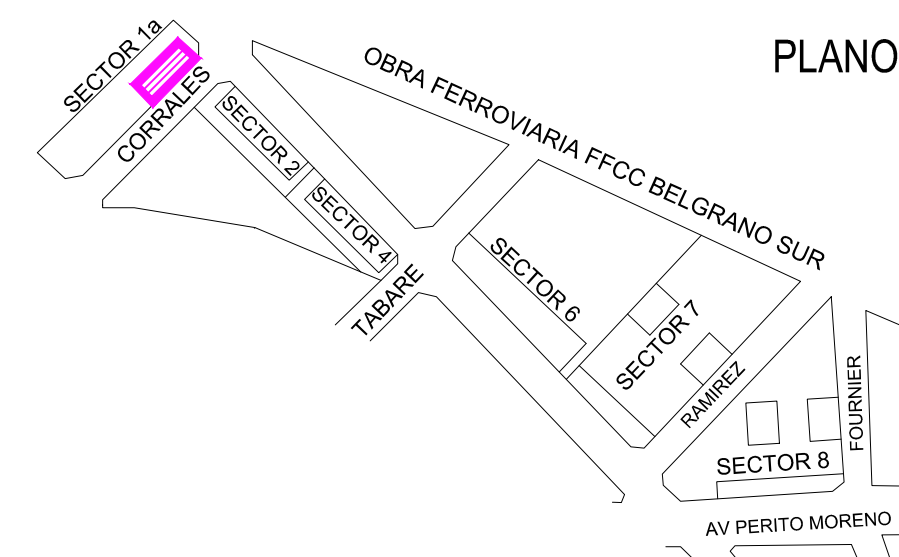 SECTOR 1a
PLANO
OBRA FERROVIARIA FFCC BELGRANO SUR
CORRALES
SECTOR 2
SECTOR 4
SECTOR 6
TABARE
SECTOR 7
RAMIREZ
FOURNIER
SECTOR 8
AV PERITO MORENO